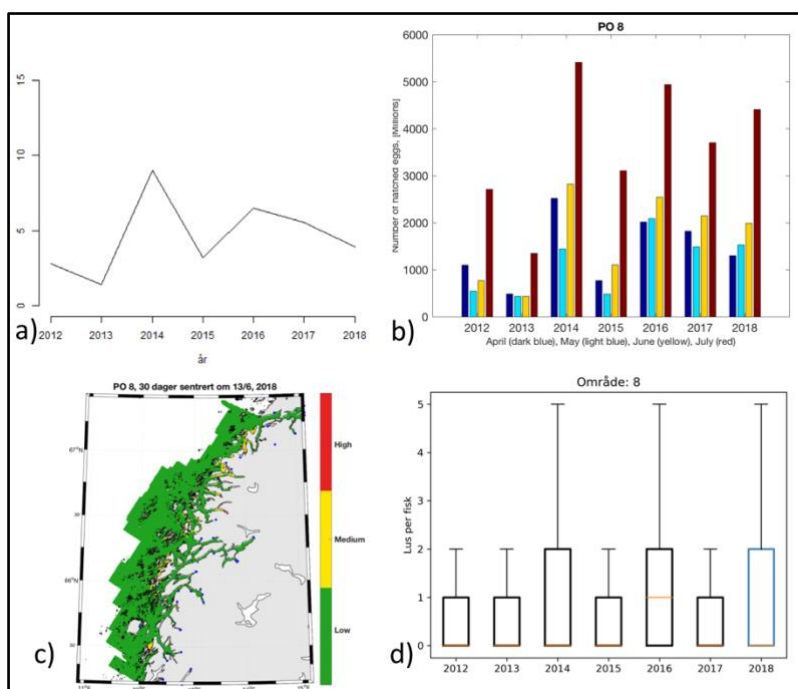 15
10
5
0
2012 2013 2014 2015 2016 2017 2018
år
a)
PO 8
6000
5000
4000
3000
2000
1000
0
Number of hatched eggs, [Millions]
2012 2013 2014 2015 2016 2017 2018
April (dark blue), May (light blue), June (yellow), July (red)
b)
PO 8, 30 dager sentrert om 13/6, 2018
67°N
30
66°N
30
High
Medium
Low
c)
Område: 8
5
4
3
2
1
0
Lus per fisk
2012 2013 2014 2015 2016 2017 2018
d)